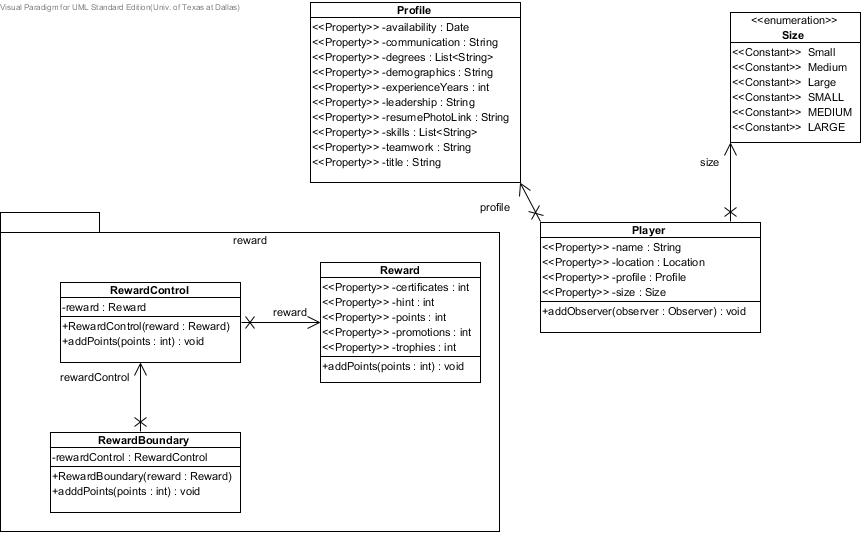 Visual Paradigm for UML Standard Edition(Univ. of Texas at Dallas)
Profile
<<Property>> -availability : Date
<<Property>> -communication : String
<<Property>> -degrees : List<String>
<<Property>> -demographics : String
<<Property>> -experienceYears : int
<<Property>> -leadership : String
<<Property>> -resumePhotoLink : String
<<Property>> -skills : List<String>
<<Property>> -teamwork : String
<<Property>> -title : String
<<enumeration>>
Size
<<Constant>> Small
<<Constant>> Medium
<<Constant>> Large
<<Constant>> SMALL
<<Constant>> MEDIUM
<<Constant>> LARGE
size
profile
Player
<<Property>> -name : String
<<Property>> -location : Location
<<Property>> -profile : Profile
<<Property>> -size : Size
+addObserver(observer : Observer) : void
reward
RewardControl
-reward : Reward
+RewardControl(reward : Reward)
+addPoints(points : int) : void
reward
Reward
<<Property>> -certificates : int
<<Property>> -hint : int
<<Property>> -points : int
<<Property>> -promotions : int
<<Property>> -trophies : int
+addPoints(points : int) : void
rewardControl
RewardBoundary
-rewardControl : RewardControl
+RewardBoundary(reward : Reward)
+adddPoints(points : int) : void